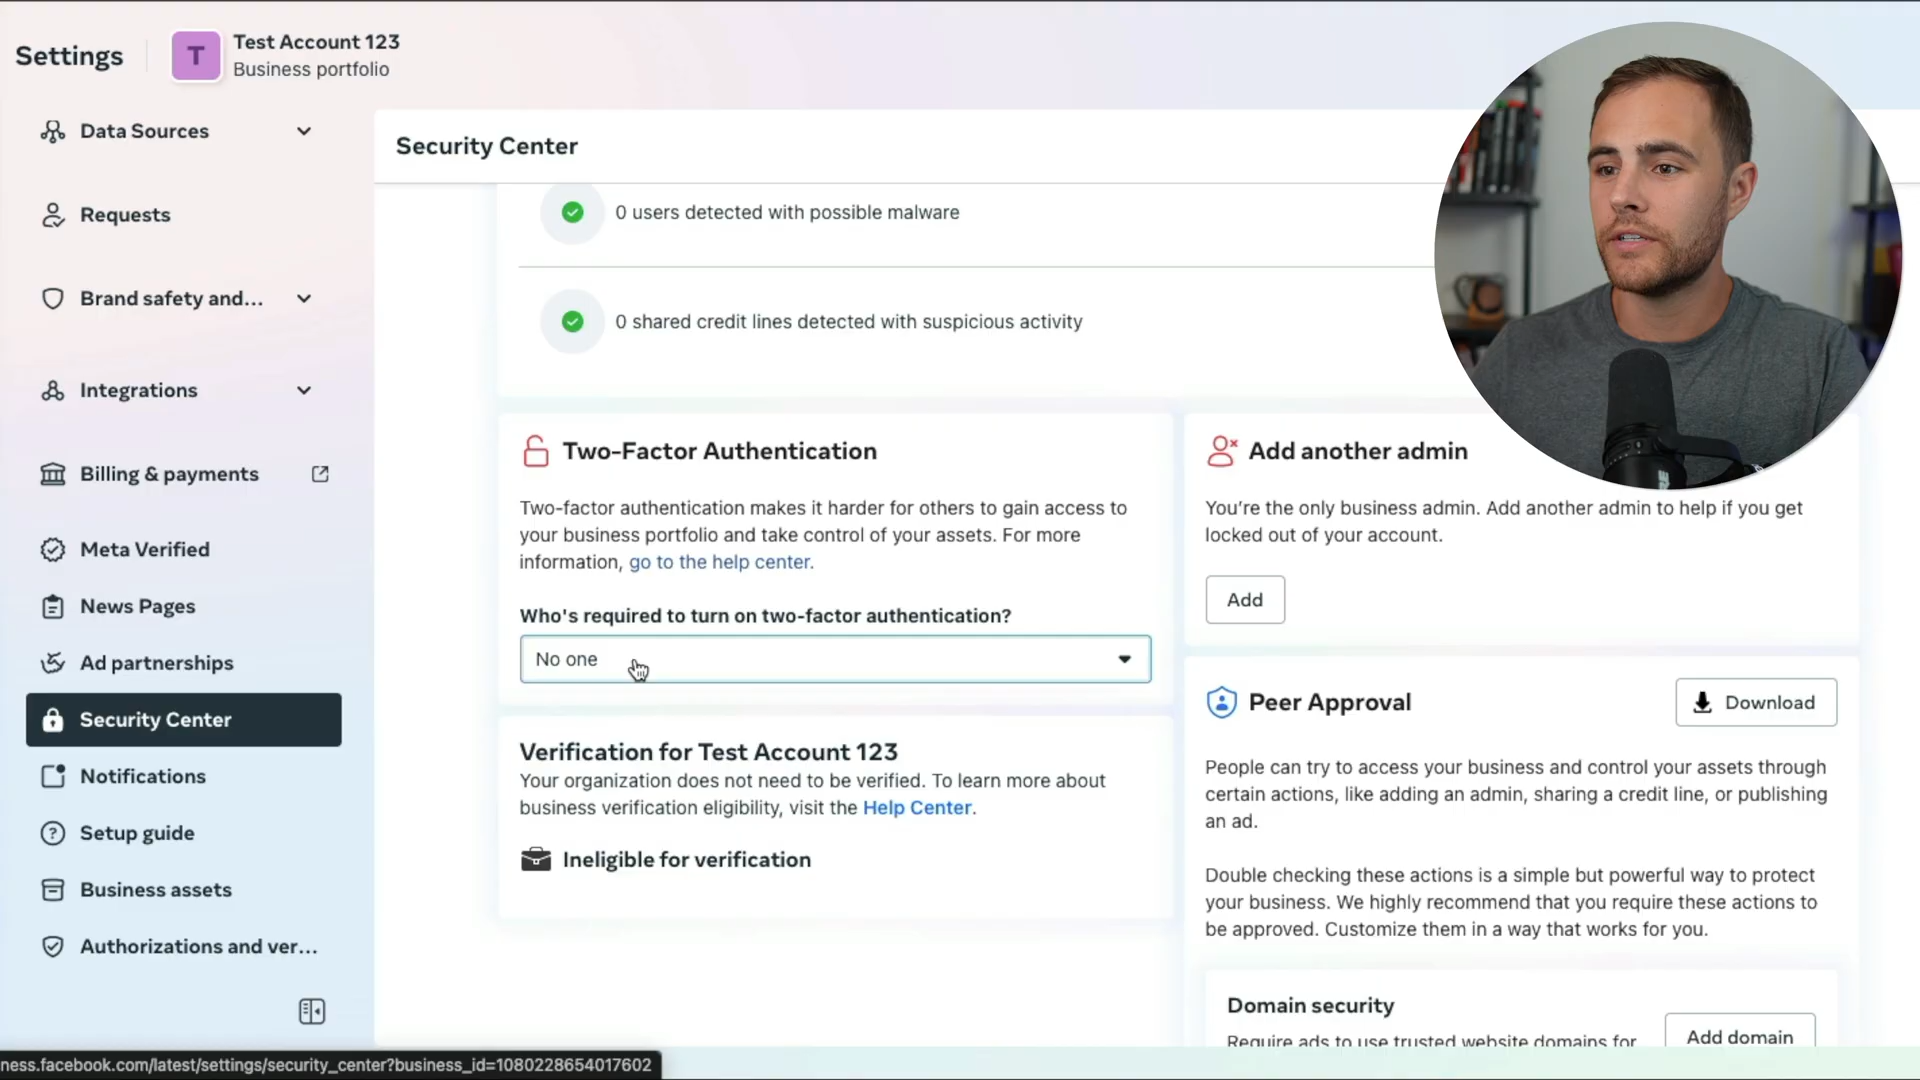 Settings
T
Test Account 123
Business portfolio
Data Sources
Requests
Brand safety and...
Integrations
Billing & payments
Meta Verified
News Pages
Ad partnerships
Security Center
Notifications
Setup guide
Business assets
Authorizations and ver...
Security Center
0 users detected with possible malware
0 shared credit lines detected with suspicious activity
Two-Factor Authentication
Two-factor authentication makes it harder for others to gain access to
your business portfolio and take control of your assets. For more
information, go to the help center.
Who's required to turn on two-factor authentication?
No one
Verification for Test Account 123
Your organization does not need to be verified. To learn more about
business verification eligibility, visit the Help Center.
Ineligible for verification
Add another admin
You're the only business admin. Add another admin to help if you get
locked out of your account.
Add
Peer Approval
Download
People can try to access your business and control your assets through
certain actions, like adding an admin, sharing a credit line, or publishing
an ad.
Double checking these actions is a simple but powerful way to protect
your business. We highly recommend that you require these actions to
be approved. Customize them in a way that works for you.
Domain security
Require ads to use trusted website domains for
Add domain
ness.facebook.com/latest/settings/security_center?business_id=1080228654017602